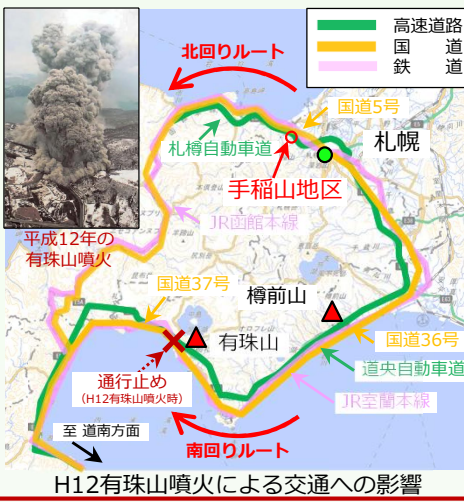 高速道路
国 道
鉄 道
北回りルート
国道5号
札樽自動車道
札幌
手稲山地区
JR函館本線
平成12年の
有珠山噴火
国道37号
樽前山
有珠山
国道36号
通行止め
(H12有珠山噴火時)
道央自動車道
JR室蘭本線
至 道南方面
南回りルート
H12有珠山噴火による交通への影響